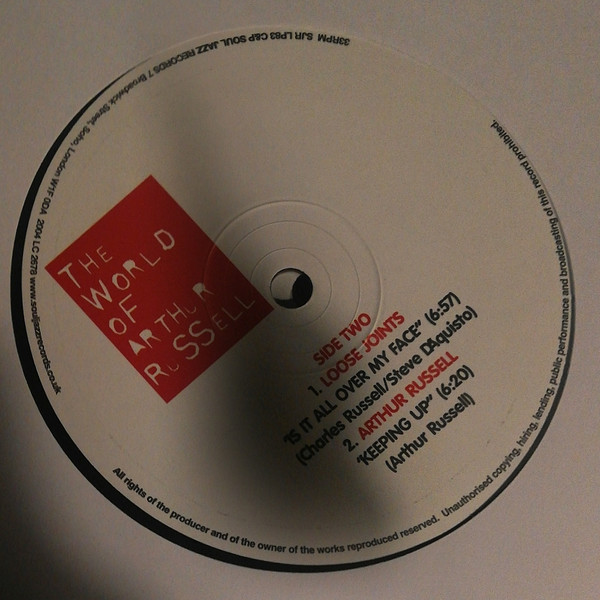 THE
WORLD
OF
ARTHUR
RUSSELL
SIDE TWO
1. LOOSE JOINTS
"IS IT ALL OVER MY FACE" (6:57)
(Charles Russell/Steve DAquisto)
2. ARTHUR RUSSELL
"KEEPING UP" (6:20)
(Arthur Russell)
All rights of the producer and of the owner of the works reproduced reserved. Unauthorised copying, hiring, lending, public performance and broadcasting of this record prohibited.
33RPM SJR LP83 C&P SOUL JAZZ RECORDS 7 Broadwick Street, Soho, London W1F 0DA 2004 LC 2678 www.souljazzrecords.co.uk